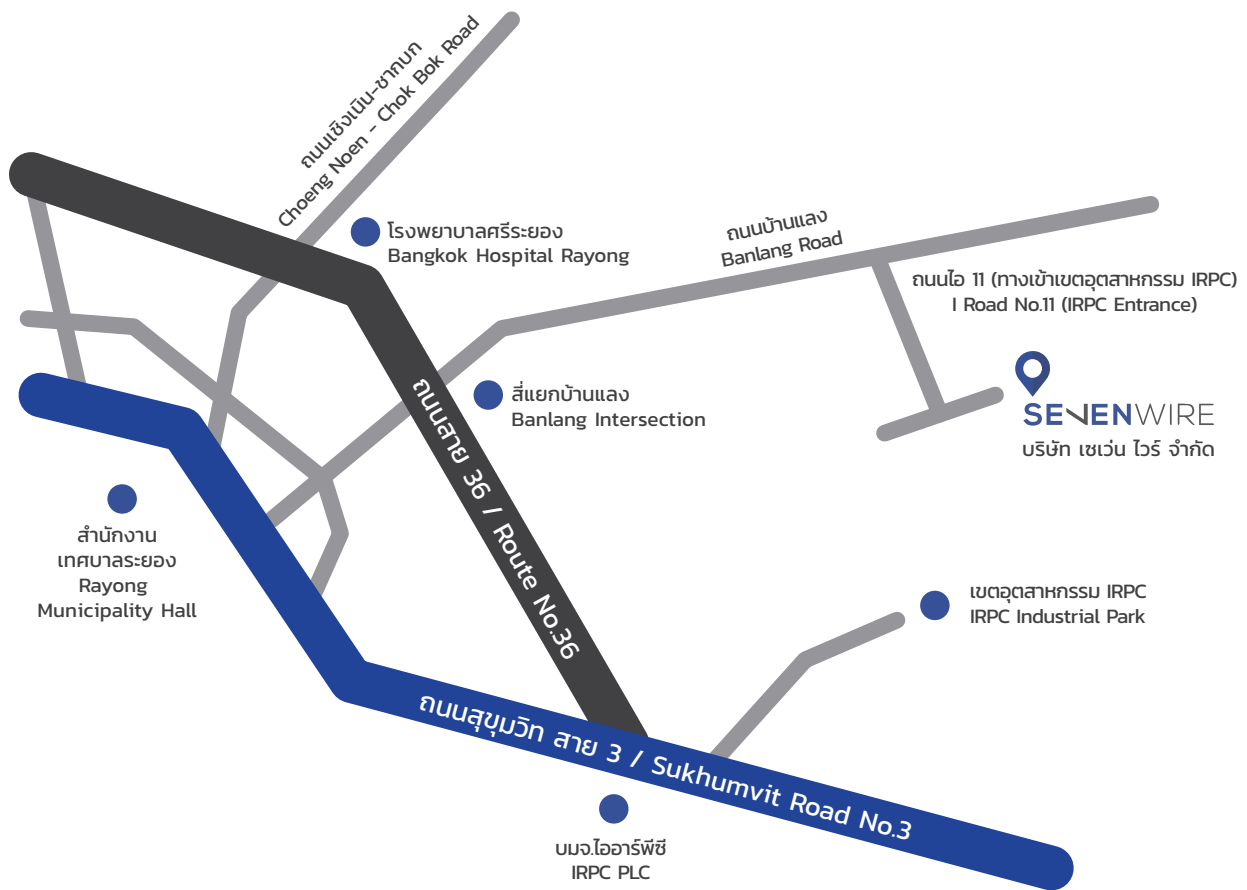 ถนนเชิงเนิน-ชากบก
Choeng Noen - Chok Bok Road
โรงพยาบาลศรีระยอง
Bangkok Hospital Rayong
ถนนบ้านแลง
Banlang Road
ถนนไอ 11 (ทางเข้าเขตอุตสาหกรรม IRPC)
I Road No.11 (IRPC Entrance)
SEVENWIRE
บริษัท เซเว่น ไวร์ จำกัด
สี่แยกบ้านแลง
Banlang Intersection
ถนนสาย 36 / Route No.36
สำนักงาน
เทศบาลระยอง
Rayong
Municipality Hall
เขตอุตสาหกรรม IRPC
IRPC Industrial Park
ถนนสุขุมวิท สาย 3 / Sukhumvit Road No.3
บมจ.ไออาร์พีซี
IRPC PLC